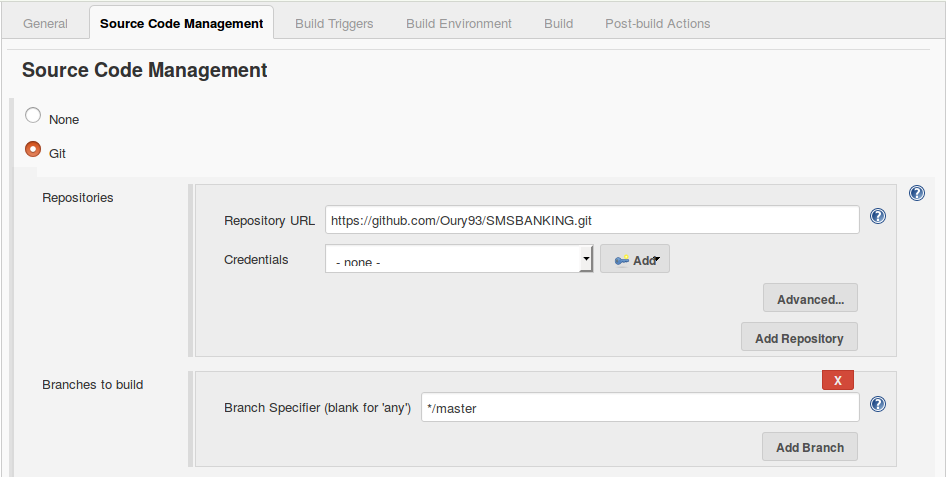 General Source Code Management Build Triggers Build Environment Build Post-build Actions
Source Code Management
None
Git
Repositories
Repository URL https://github.com/Oury93/SMSBANKING.git
Credentials - none - Add
Advanced...
Add Repository
Branches to build
X
Branch Specifier (blank for 'any') */master
Add Branch